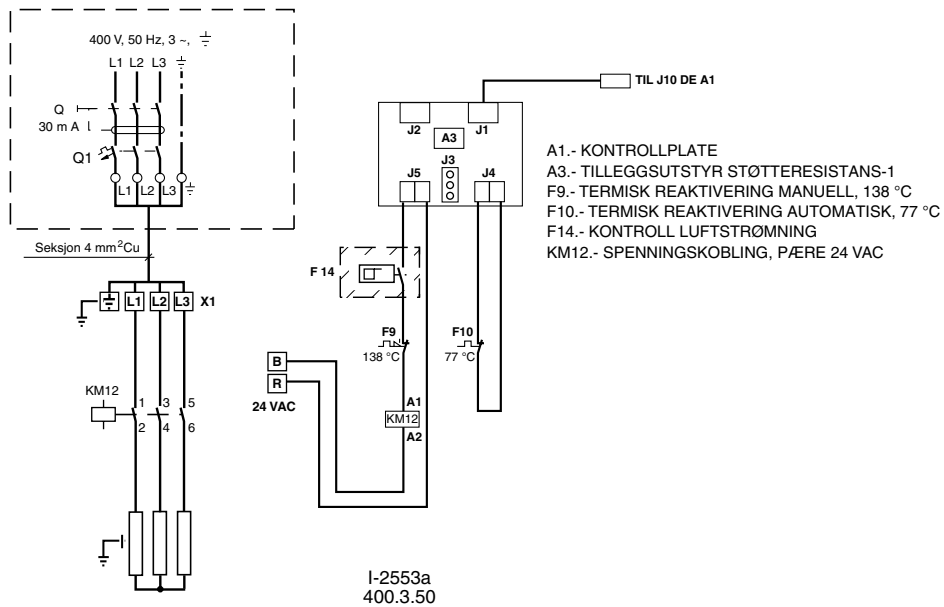 400 V, 50 Hz, 3 ~,
L1 L2 L3
Q
30 m A I
Q1
L1 L2 L3
Seksjon 4 mm²Cu
L1 L2 L3 X1
KM12
1 3 5
2 4 6
TIL J10 DE A1
J2 J1
A3
J3
J5 J4
F 14
F9
138 °C
F10
77 °C
B
R
24 VAC
A1
KM12
A2
A1.- KONTROLLPLATE
A3.- TILLEGGSUTSTYR STØTTERESISTANS-1
F9.- TERMISK REAKTIVERING MANUELL, 138 °C
F10.- TERMISK REAKTIVERING AUTOMATISK, 77 °C
F14.- KONTROLL LUFTSTRØMNING
KM12.- SPENNINGSKOBLING, PÆRE 24 VAC
I-2553a
400.3.50